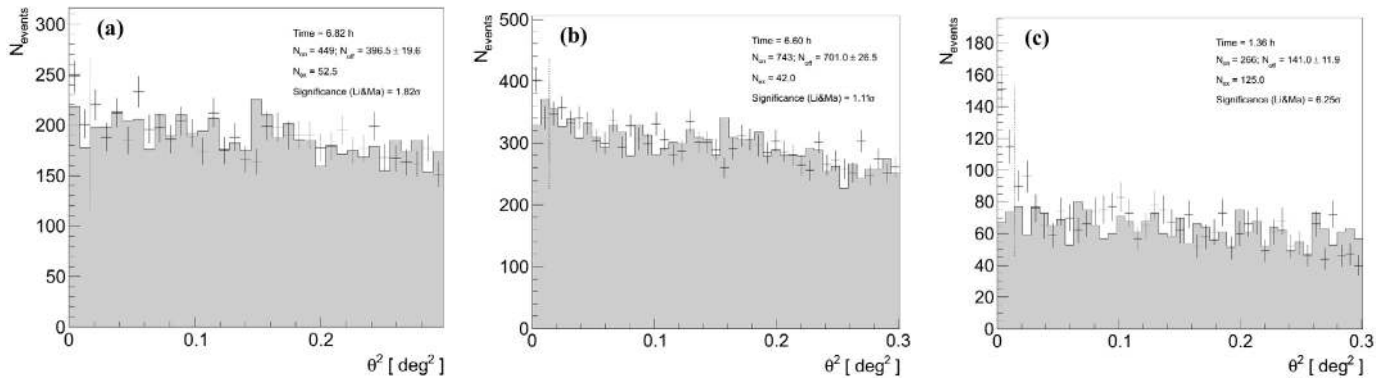 (a)
Time = 6.82 h
N_on = 449; N_off = 396.5 ± 19.6
N_ex = 52.5
Significance (Li&Ma) = 1.82σ
N_events
300
250
200
150
100
50
0
0 0.1 0.2
θ² [ deg² ]
(b)
Time = 6.60 h
N_on = 743; N_off = 701.0 ± 26.5
N_ex = 42.0
Significance (Li&Ma) = 1.11σ
N_events
500
400
300
200
100
0
0 0.1 0.2 0.3
θ² [ deg² ]
(c)
Time = 1.36 h
N_on = 266; N_off = 141.0 ± 11.9
N_ex = 125.0
Significance (Li&Ma) = 6.25σ
N_events
180
160
140
120
100
80
60
40
20
0
0 0.1 0.2 0.3
θ² [ deg² ]